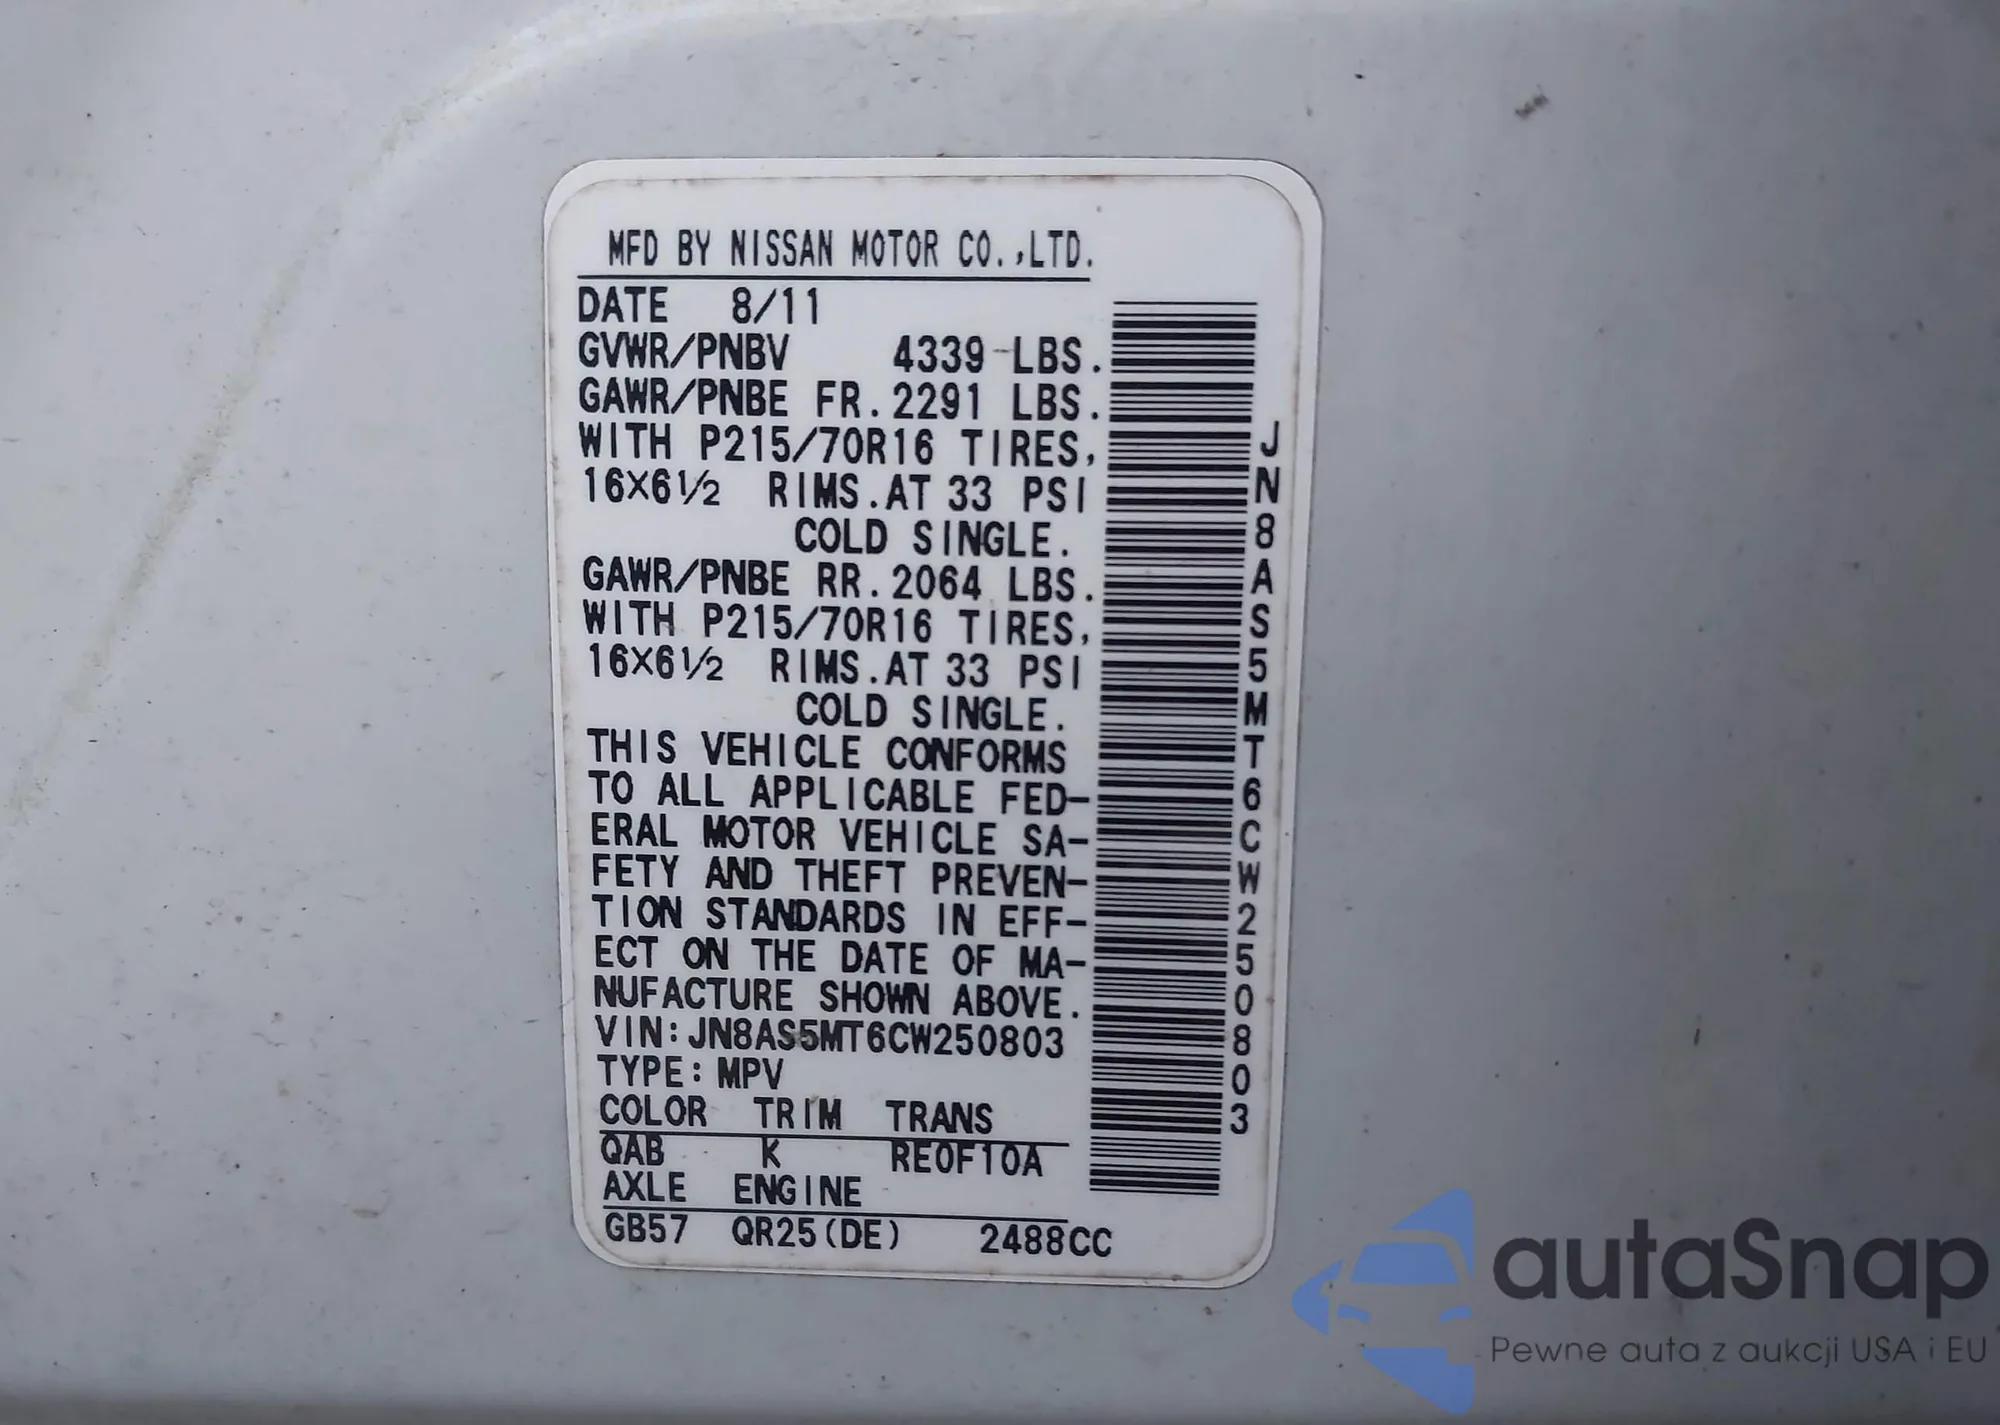 MFD BY NISSAN MOTOR CO.,LTD.
DATE 8/11
GVWR/PNBV 4339 LBS.
GAWR/PNBE FR.2291 LBS.
WITH P215/70R16 TIRES,
16×6½ RIMS.AT 33 PSI
COLD SINGLE.
GAWR/PNBE RR.2064 LBS.
WITH P215/70R16 TIRES,
16×6½ RIMS.AT 33 PSI
COLD SINGLE.
THIS VEHICLE CONFORMS
TO ALL APPLICABLE FED-
ERAL MOTOR VEHICLE SA-
FETY AND THEFT PREVEN-
TION STANDARDS IN EFF-
ECT ON THE DATE OF MA-
NUFACTURE SHOWN ABOVE.
VIN:JN8AS5MT6CW250803
TYPE:MPV
COLOR TRIM TRANS
QAB K RE0F10A
AXLE ENGINE
GB57 QR25(DE) 2488CC
JN8AS5MT6CW250803
autaSnap
Pewne auta z aukcji USA i EU